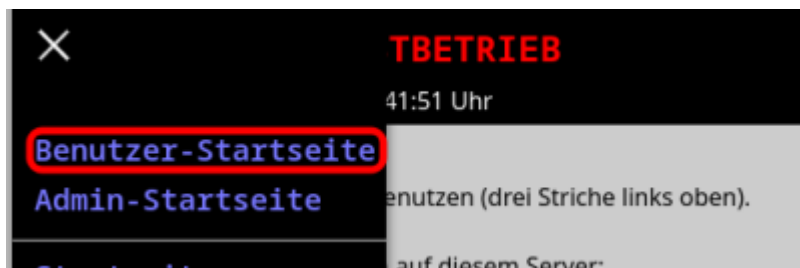 TBETRIEB
41:51 Uhr
Benutzer-Startseite
Admin-Startseite
enutzen (drei Striche links oben).
auf diesem Server: